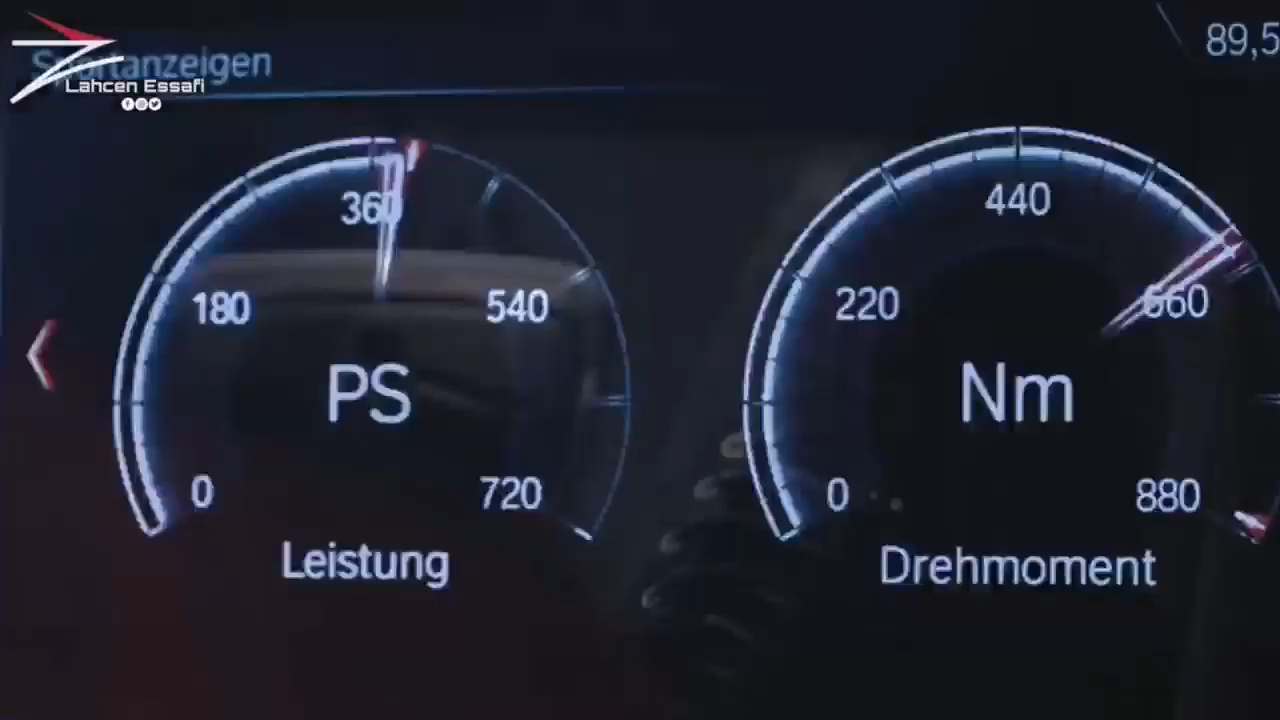 Sportanzeigen
Lahcen Essafi
89,5
360
440
180
540
220
660
PS
Nm
0
720
0
880
Leistung
Drehmoment